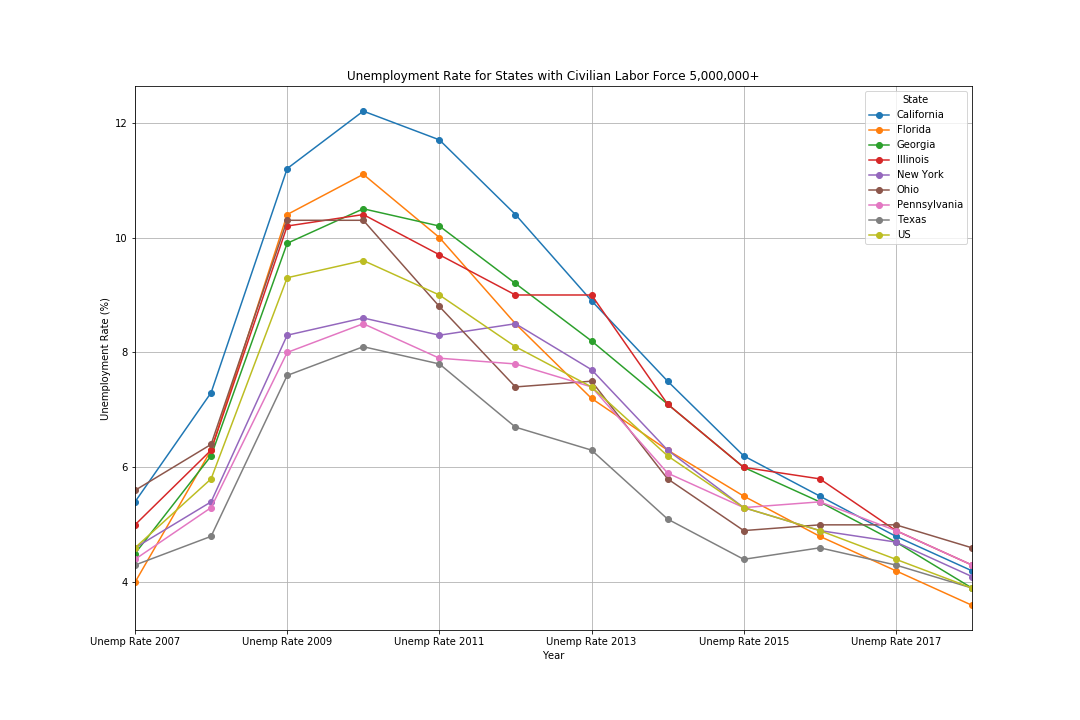 Unemployment Rate for States with Civilian Labor Force 5,000,000+
State
California
Florida
Georgia
Illinois
New York
Ohio
Pennsylvania
Texas
US
Unemployment Rate (%)
12
10
8
6
4
Unemp Rate 2007 Unemp Rate 2009 Unemp Rate 2011 Unemp Rate 2013 Unemp Rate 2015 Unemp Rate 2017
Year